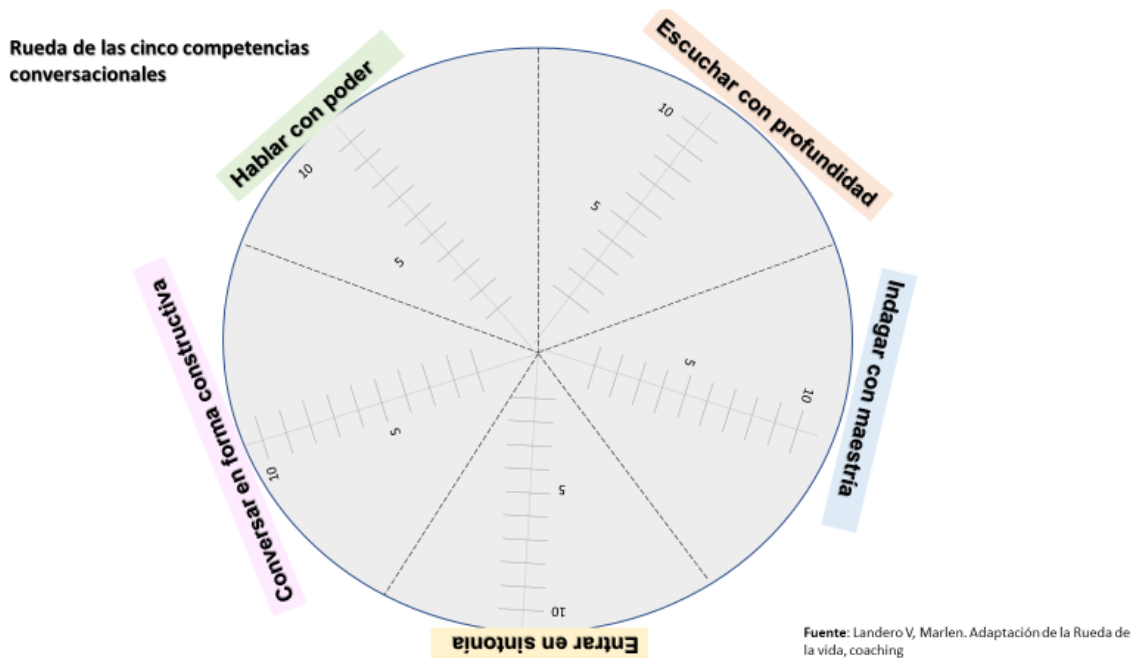 Rueda de las cinco competencias
conversacionales
Hablar con poder
10
5
Escuchar con profundidad
10
5
Indagar con maestría
10
5
Entrar en sintonía
10
5
Conversar en forma constructiva
10
5
Fuente: Landero V, Marlen. Adaptación de la Rueda de
la vida, coaching